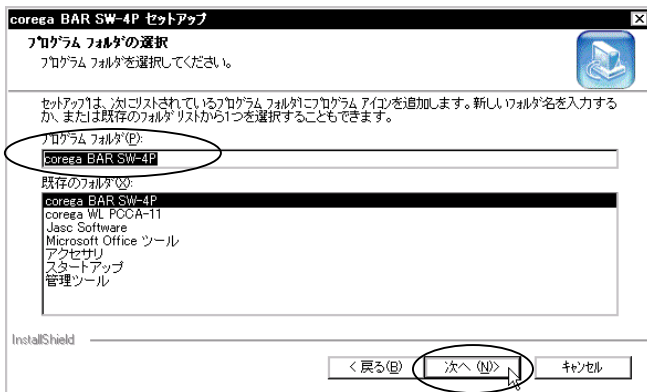 corega BAR SW-4P セットアップ
プログラム フォルダの選択
プログラム フォルダを選択してください。
セットアップは、次にリストされているプログラム フォルダにプログラム アイコンを追加します。新しいフォルダ名を入力する
か、または既存のフォルダ リストから1つを選択することもできます。
プログラム フォルダ(P):
corega BAR SW-4P
既存のフォルダ(X):
corega BAR SW-4P
corega WL PCCA-11
Jasc Software
Microsoft Office ツール
アクセサリ
スタートアップ
管理ツール
InstallShield
< 戻る(B)
次へ (N)>
キャンセル